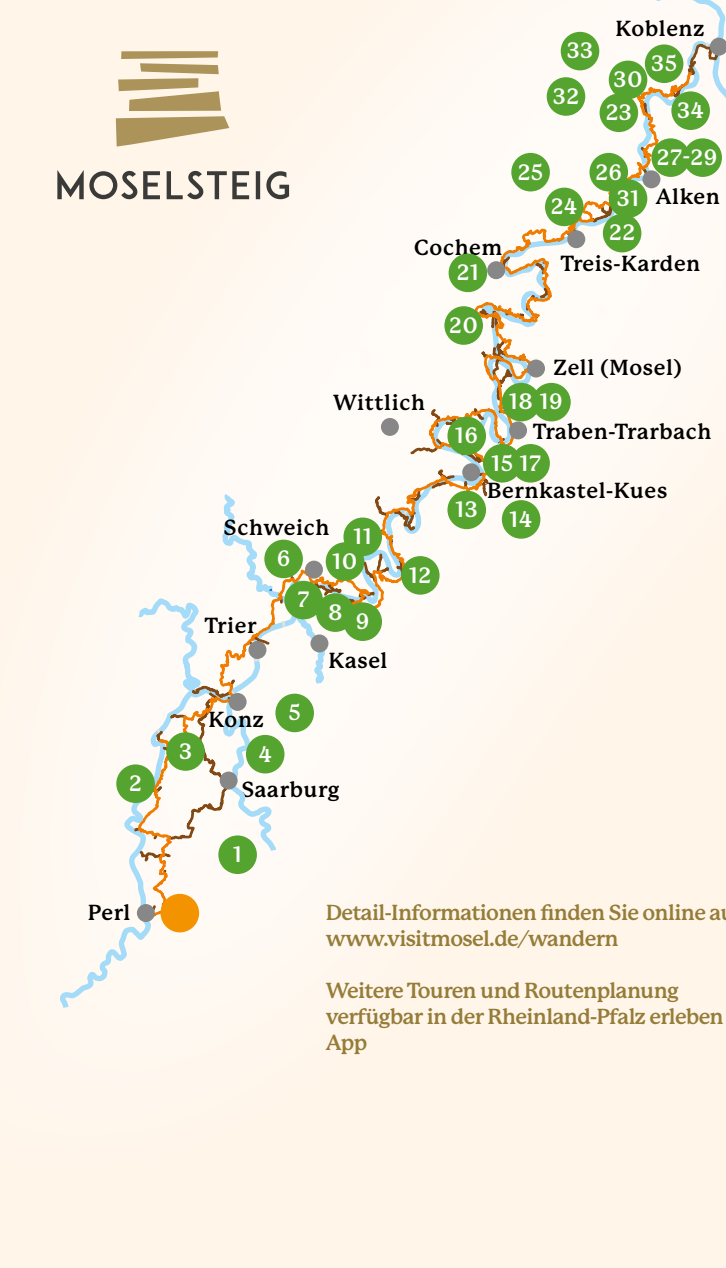 Koblenz
33
35
30
32
23
34
27-29
25
26
MOSELSTEIG
31
Alken
24
22
Cochem
Treis-Karden
21
20
Zell (Mosel)
18 19
Wittlich
Traben-Trarbach
16
15 17
Bernkastel-Kues
13
14
Schweich
11
6
10
12
7
8
9
Trier
Kasel
5
Konz
3
4
2
Saarburg
1
Perl
Detail-Informationen finden Sie online au
www.visitmosel.de/wandern
Weitere Touren und Routenplanung
verfügbar in der Rheinland-Pfalz erleben
App